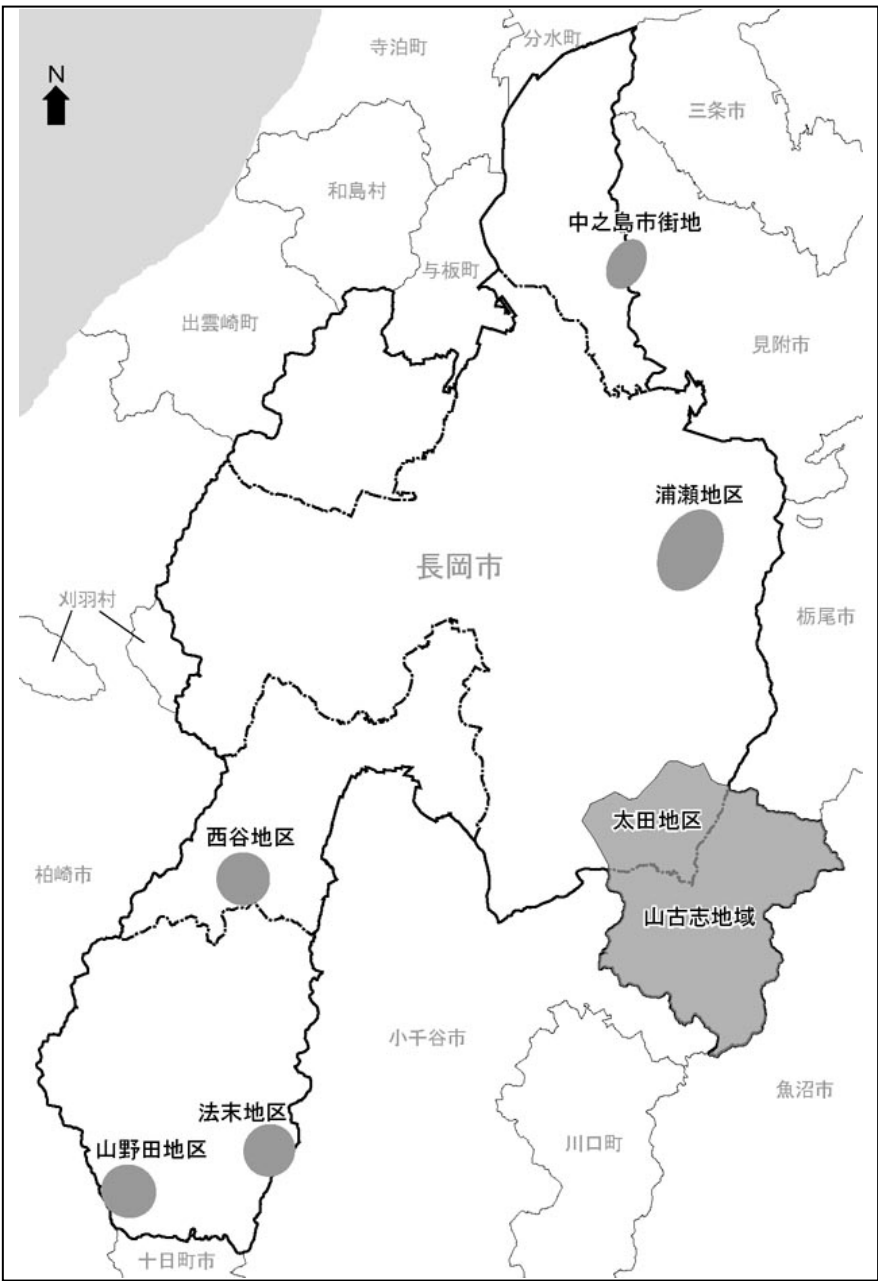 分水町
寺泊町
N
三条市
和島村
中之島市街地
与板町
出雲崎町
見附市
浦瀬地区
長岡市
刈羽村
栃尾市
太田地区
西谷地区
柏崎市
山古志地域
小千谷市
魚沼市
法末地区
川口町
山野田地区
十日町市